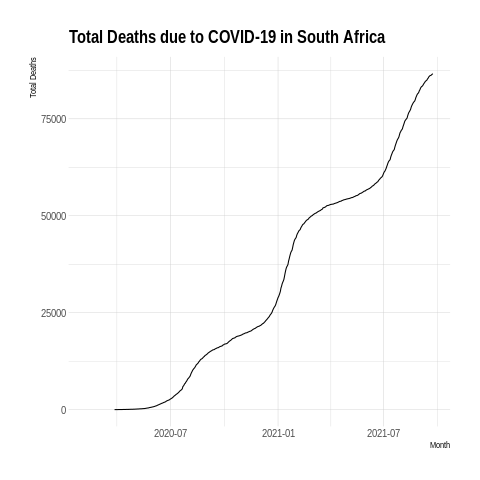 Total Deaths due to COVID-19 in South Africa
Total Deaths
75000
50000
25000
0
2020-07 2021-01 2021-07
Month